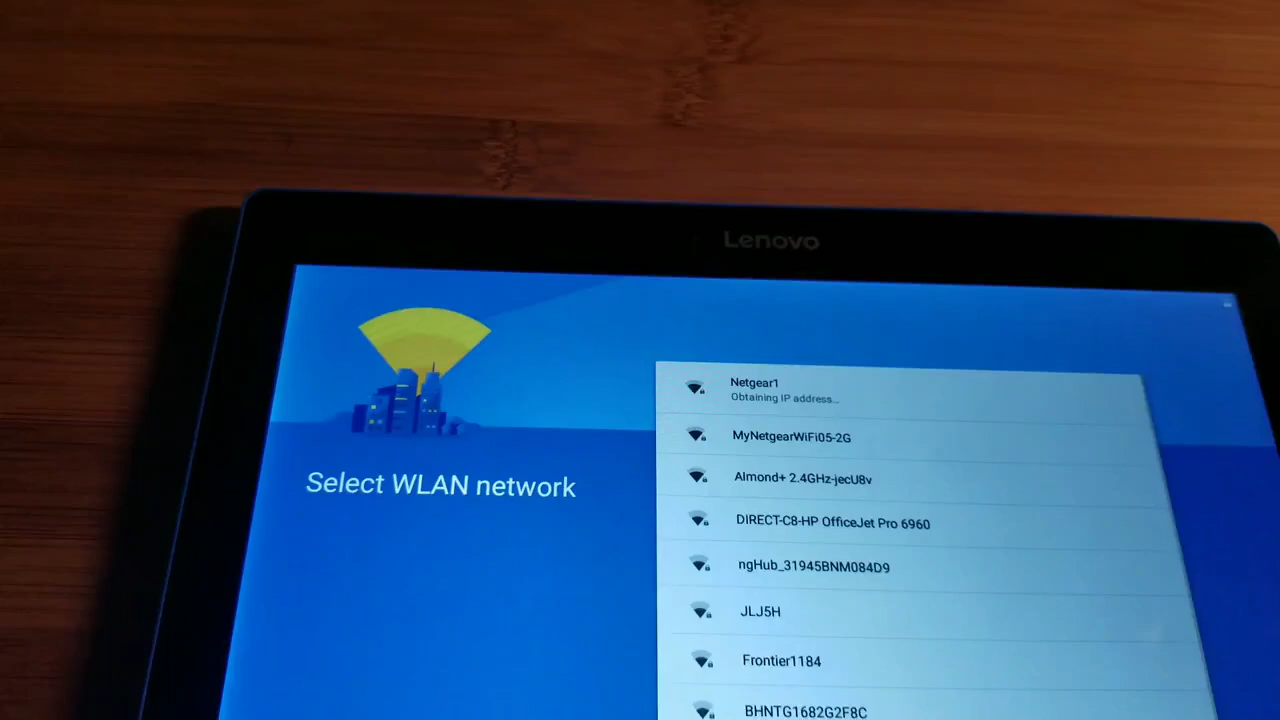 Lenovo
Select WLAN network
Netgear1
Obtaining IP address...
MyNetgearWiFi05-2G
Almond+ 2.4GHz-jecU8v
DIRECT-C8-HP OfficeJet Pro 6960
ngHub_31945BNM084D9
JLJ5H
Frontier1184
BHNTG1682G2F8C